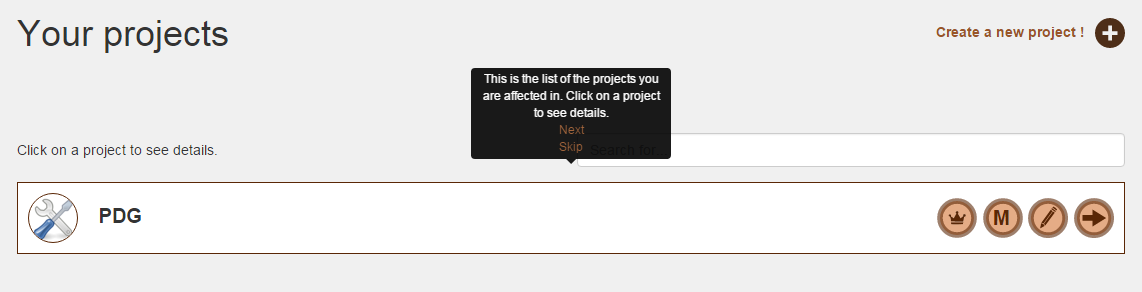 Your projects
Create a new project !
This is the list of the projects you
are affected in. Click on a project
to see details.
Next
Skip
Click on a project to see details.
Search for
PDG
M